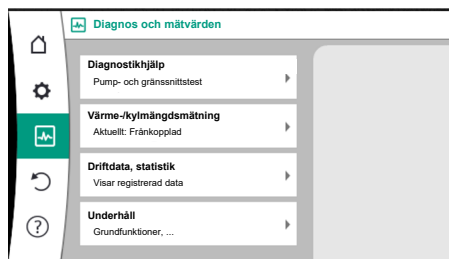 Diagnos och mätvärden
Diagnostikhjälp
Pump- och gränssnittstest
Värme-/kylmängdsmätning
Aktuellt: Frånkopplad
Driftdata, statistik
Visar registrerad data
Underhåll
Grundfunktioner, ...